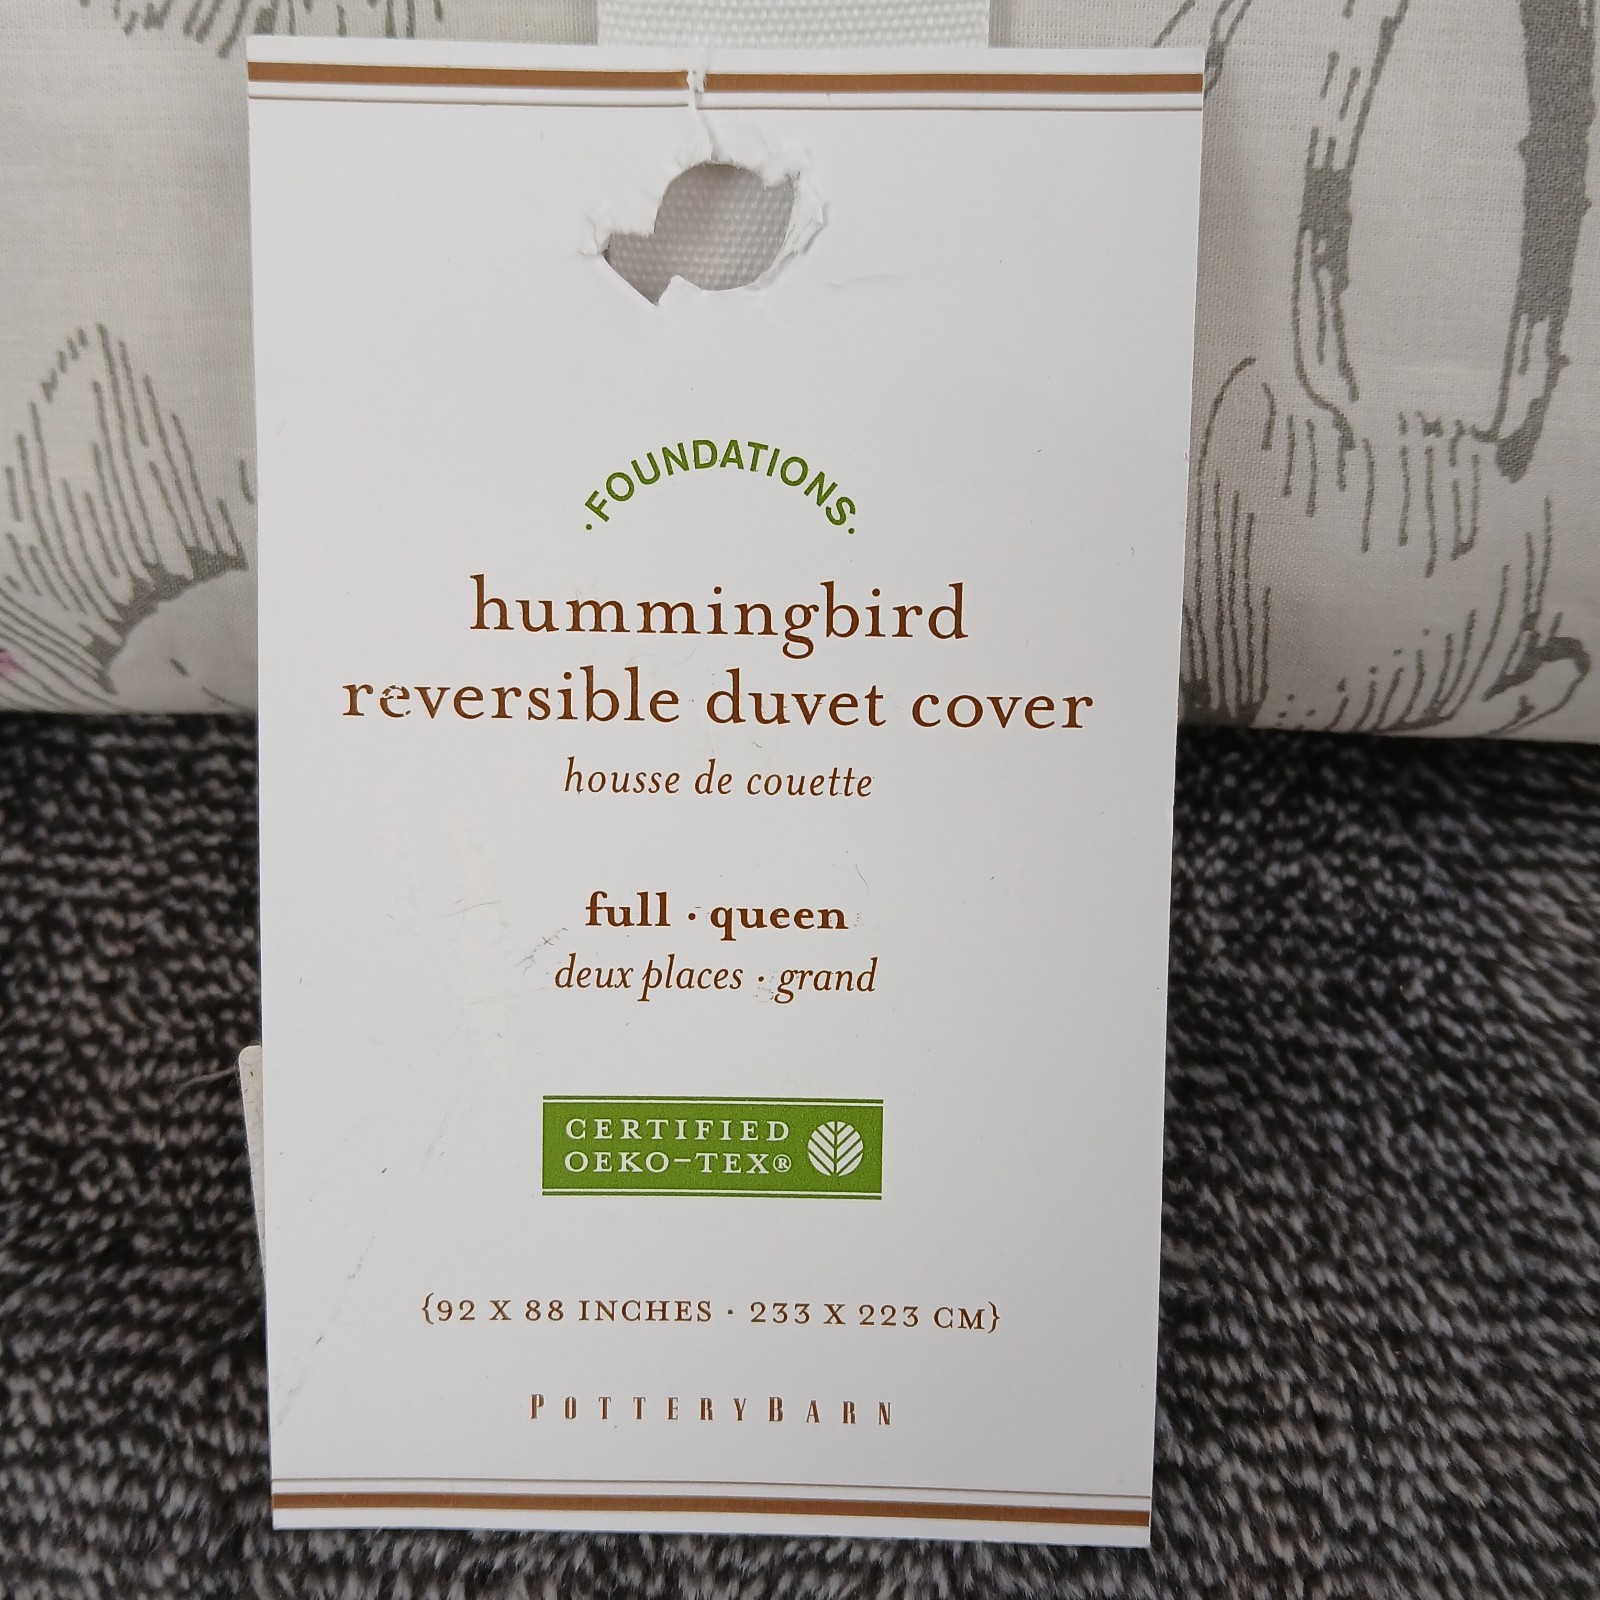 ·FOUNDATIONS·
hummingbird
reversible duvet cover
housse de couette
full · queen
deux places · grand
CERTIFIED
OEKO-TEX®
{92 X 88 INCHES · 233 X 223 CM}
POTTERYBARN